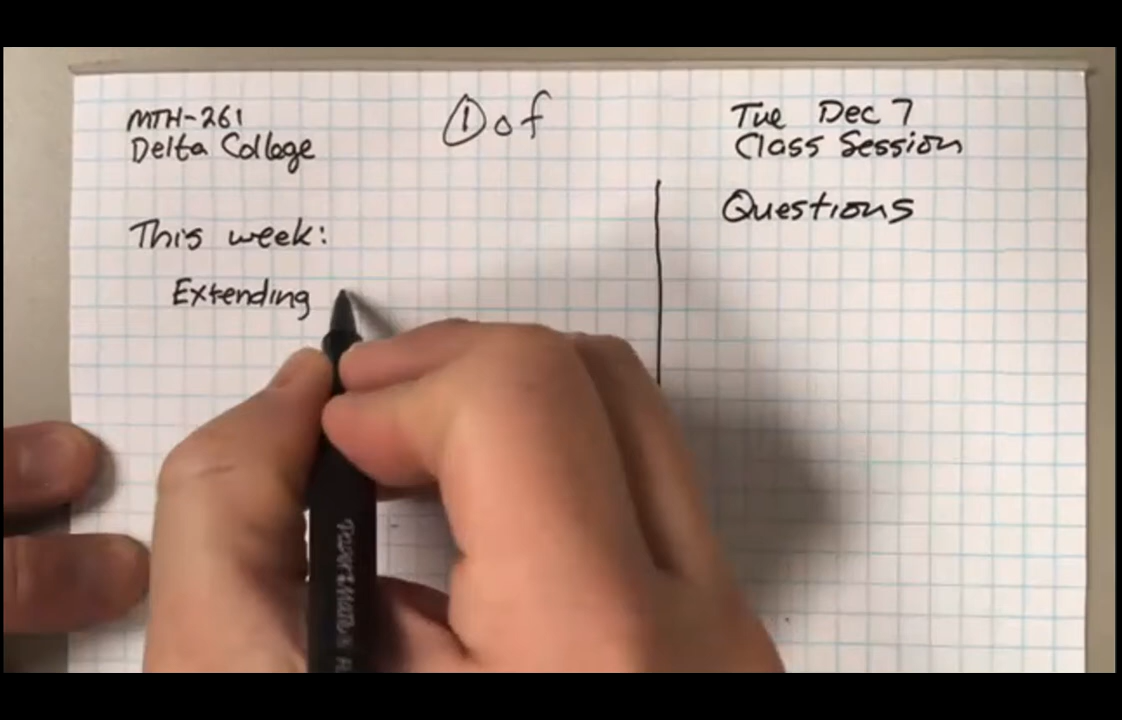 MTH-261
Delta College
① of
Tue Dec 7
Class Session
This week:
Extending
Questions